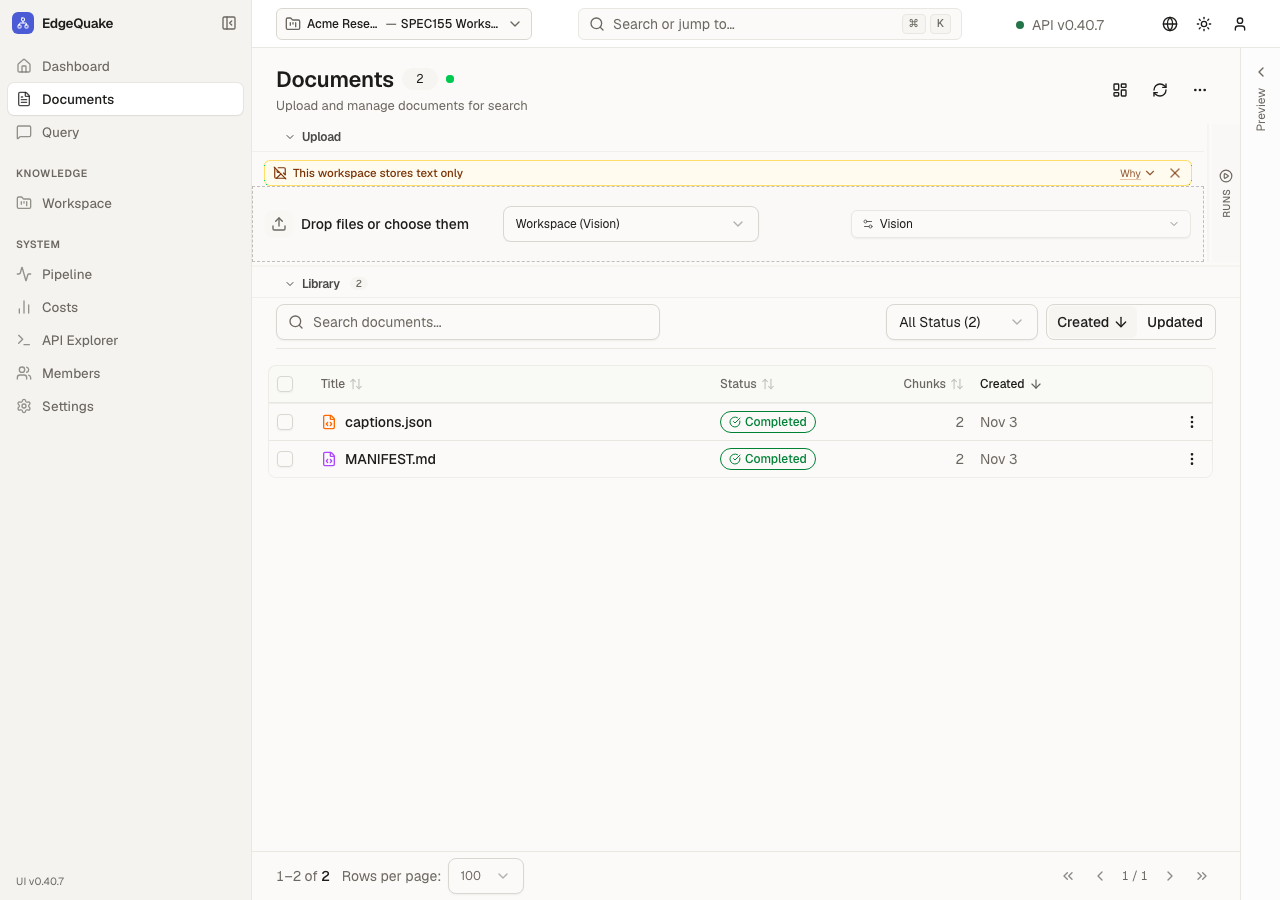 EdgeQuake
Acme Rese... — SPEC155 Works...
Search or jump to...
⌘ K
API v0.40.7
Dashboard
Documents
Query
KNOWLEDGE
Workspace
SYSTEM
Pipeline
Costs
API Explorer
Members
Settings
UI v0.40.7
Documents 2
Upload and manage documents for search
Upload
This workspace stores text only
Why
Drop files or choose them
Workspace (Vision)
Vision
RUNS
Preview
Library 2
Search documents...
All Status (2)
Created
Updated
Title Status Chunks Created
captions.json Completed 2 Nov 3
MANIFEST.md Completed 2 Nov 3
1–2 of 2 Rows per page: 100
1 / 1